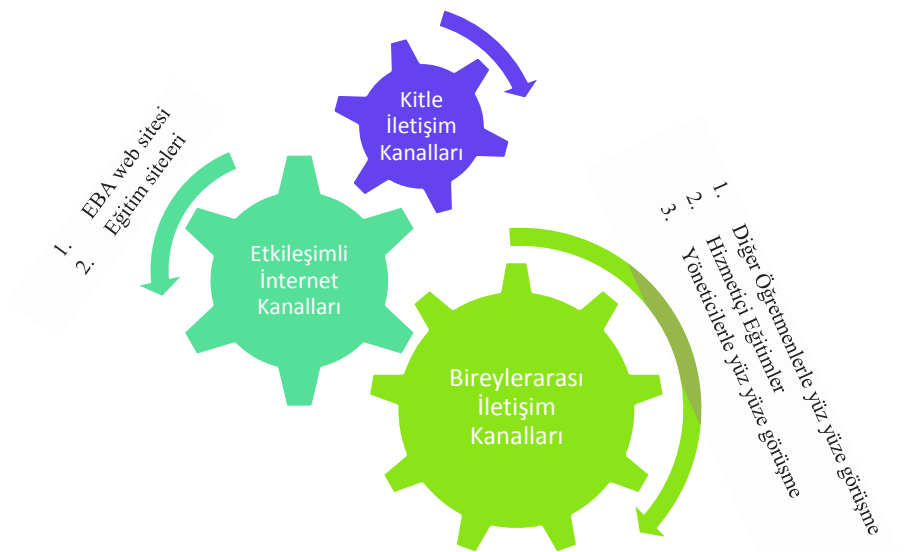 Kitle
İletişim
Kanalları
1. EBA web sitesi
2. Eğitim siteleri
Etkileşimli
İnternet
Kanalları
Bireylerarası
İletişim
Kanalları
1. Diğer Öğretmenlerle yüz yüze görüşme
2. Hizmetiçi Eğitimler
3. Yöneticilerle yüz yüze görüşme